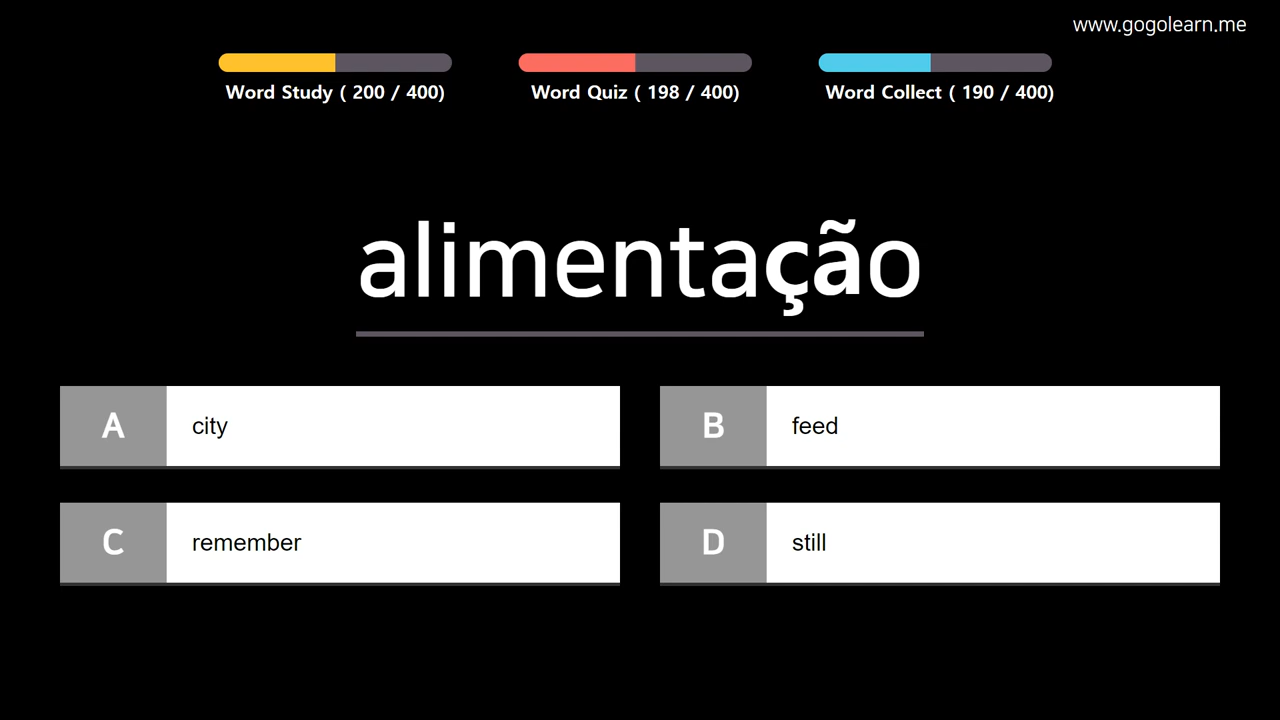 www.gogolearn.me
Word Study ( 200 / 400)
Word Quiz ( 198 / 400)
Word Collect ( 190 / 400)
alimentação
A city
B feed
C remember
D still